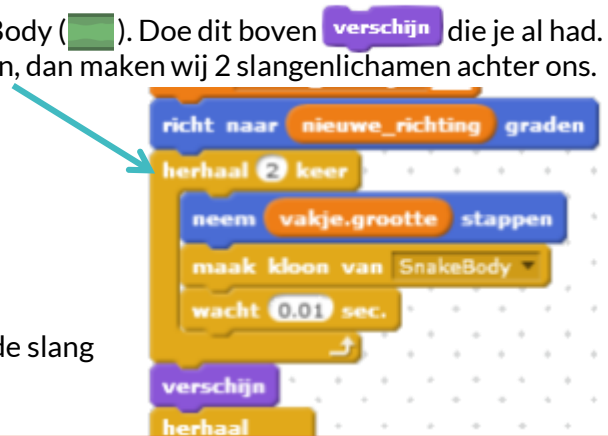 Body ( ). Doe dit boven verschijn die je al had.
n, dan maken wij 2 slangenlichamen achter ons.
richt naar nieuwe_richting graden
herhaal 2 keer
neem vakje.grootte stappen
maak kloon van SnakeBody
wacht 0.01 sec.
de slang
verschijn
herhaal